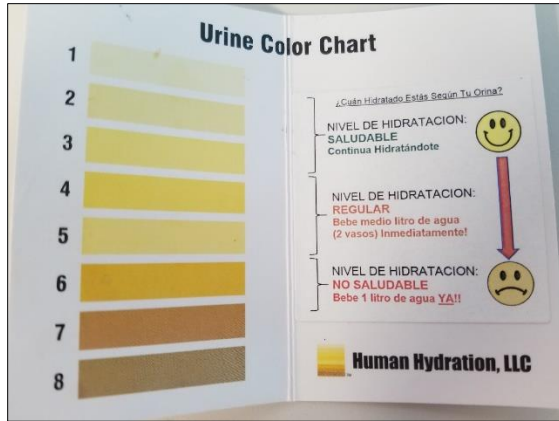 Urine Color Chart
1
2
3
4
5
6
7
8
¿Cuán Hidratado Estás Según Tu Orina?
NIVEL DE HIDRATACION:
SALUDABLE
Continua Hidratándote
NIVEL DE HIDRATACION:
REGULAR
Bebe medio litro de agua
(2 vasos) Inmediatamente!
NIVEL DE HIDRATACION:
NO SALUDABLE
Bebe 1 litro de agua YA!!
Human Hydration, LLC